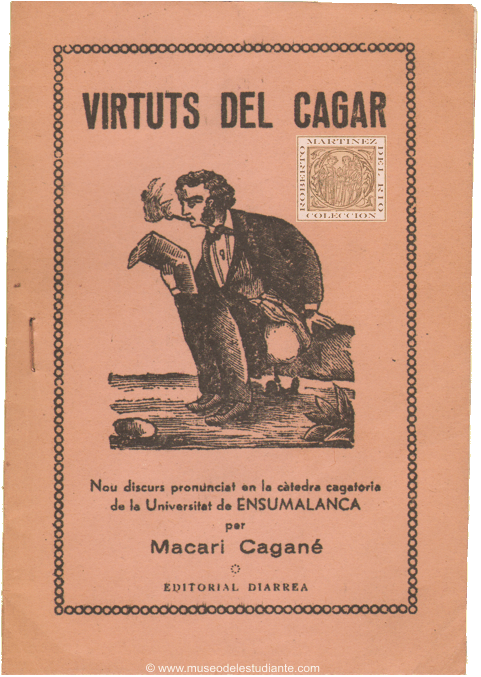 VIRTUTS DEL CAGAR
MARTINEZ
ROBERTO
DEL RIO
COLECCION
Nou discurs pronunciat en la càtedra cagatoria
de la Universitat de ENSUMALANCA
per
Macari Cagané
EDITORIAL DIARREA
© www.museodelestudiante.com